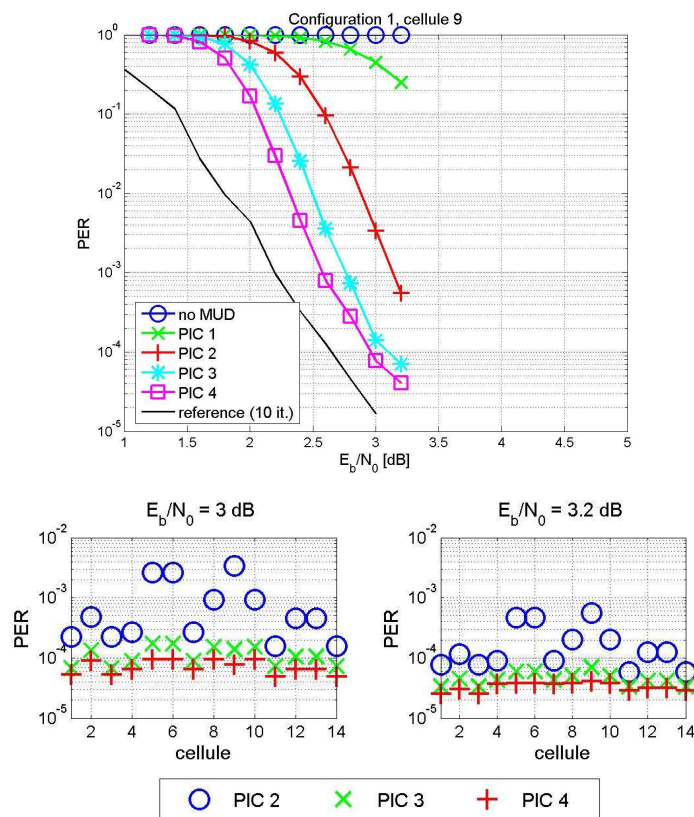 Configuration 1, cellule 9
10^0
10^-1
10^-2
10^-3
10^-4
10^-5
PER
no MUD
PIC 1
PIC 2
PIC 3
PIC 4
reference (10 it.)
1 1.5 2 2.5 3 3.5 4 4.5 5
E_b/N_0 [dB]
E_b/N_0 = 3 dB
10^-2
10^-3
10^-4
10^-5
PER
2 4 6 8 10 12 14
cellule
E_b/N_0 = 3.2 dB
10^-2
10^-3
10^-4
10^-5
PER
2 4 6 8 10 12 14
cellule
PIC 2 PIC 3 PIC 4